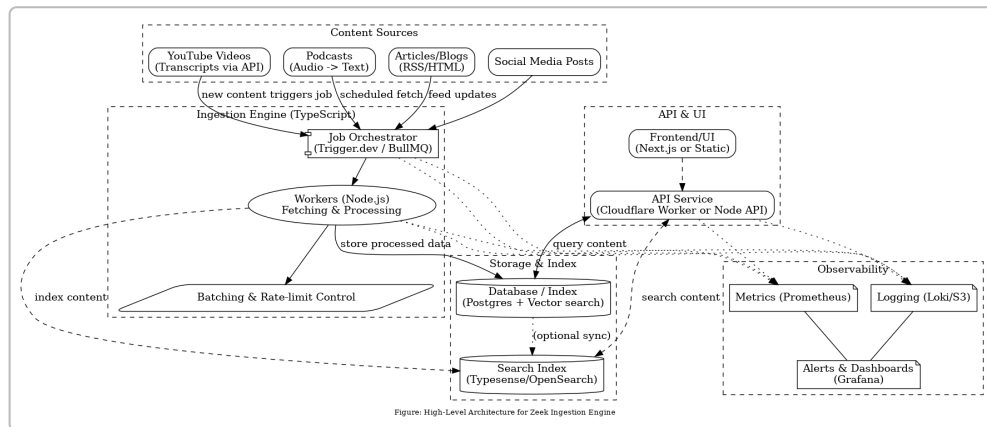 Content Sources
YouTube Videos
(Transcripts via API)
Podcasts
(Audio -> Text)
Articles/Blogs
(RSS/HTML)
Social Media Posts
new content triggers job
scheduled fetch
feed updates
Ingestion Engine (TypeScript)
Job Orchestrator
(Trigger.dev / BullMQ)
Workers (Node.js)
Fetching & Processing
Batching & Rate-limit Control
API & UI
Frontend/UI
(Next.js or Static)
API Service
(Cloudflare Worker or Node API)
store processed data
query content
index content
search content
Storage & Index
Database / Index
(Postgres + Vector search)
(optional sync)
Search Index
(Typesense/OpenSearch)
Observability
Metrics (Prometheus)
Logging (Loki/S3)
Alerts & Dashboards
(Grafana)
Figure: High-Level Architecture for Zeek Ingestion Engine